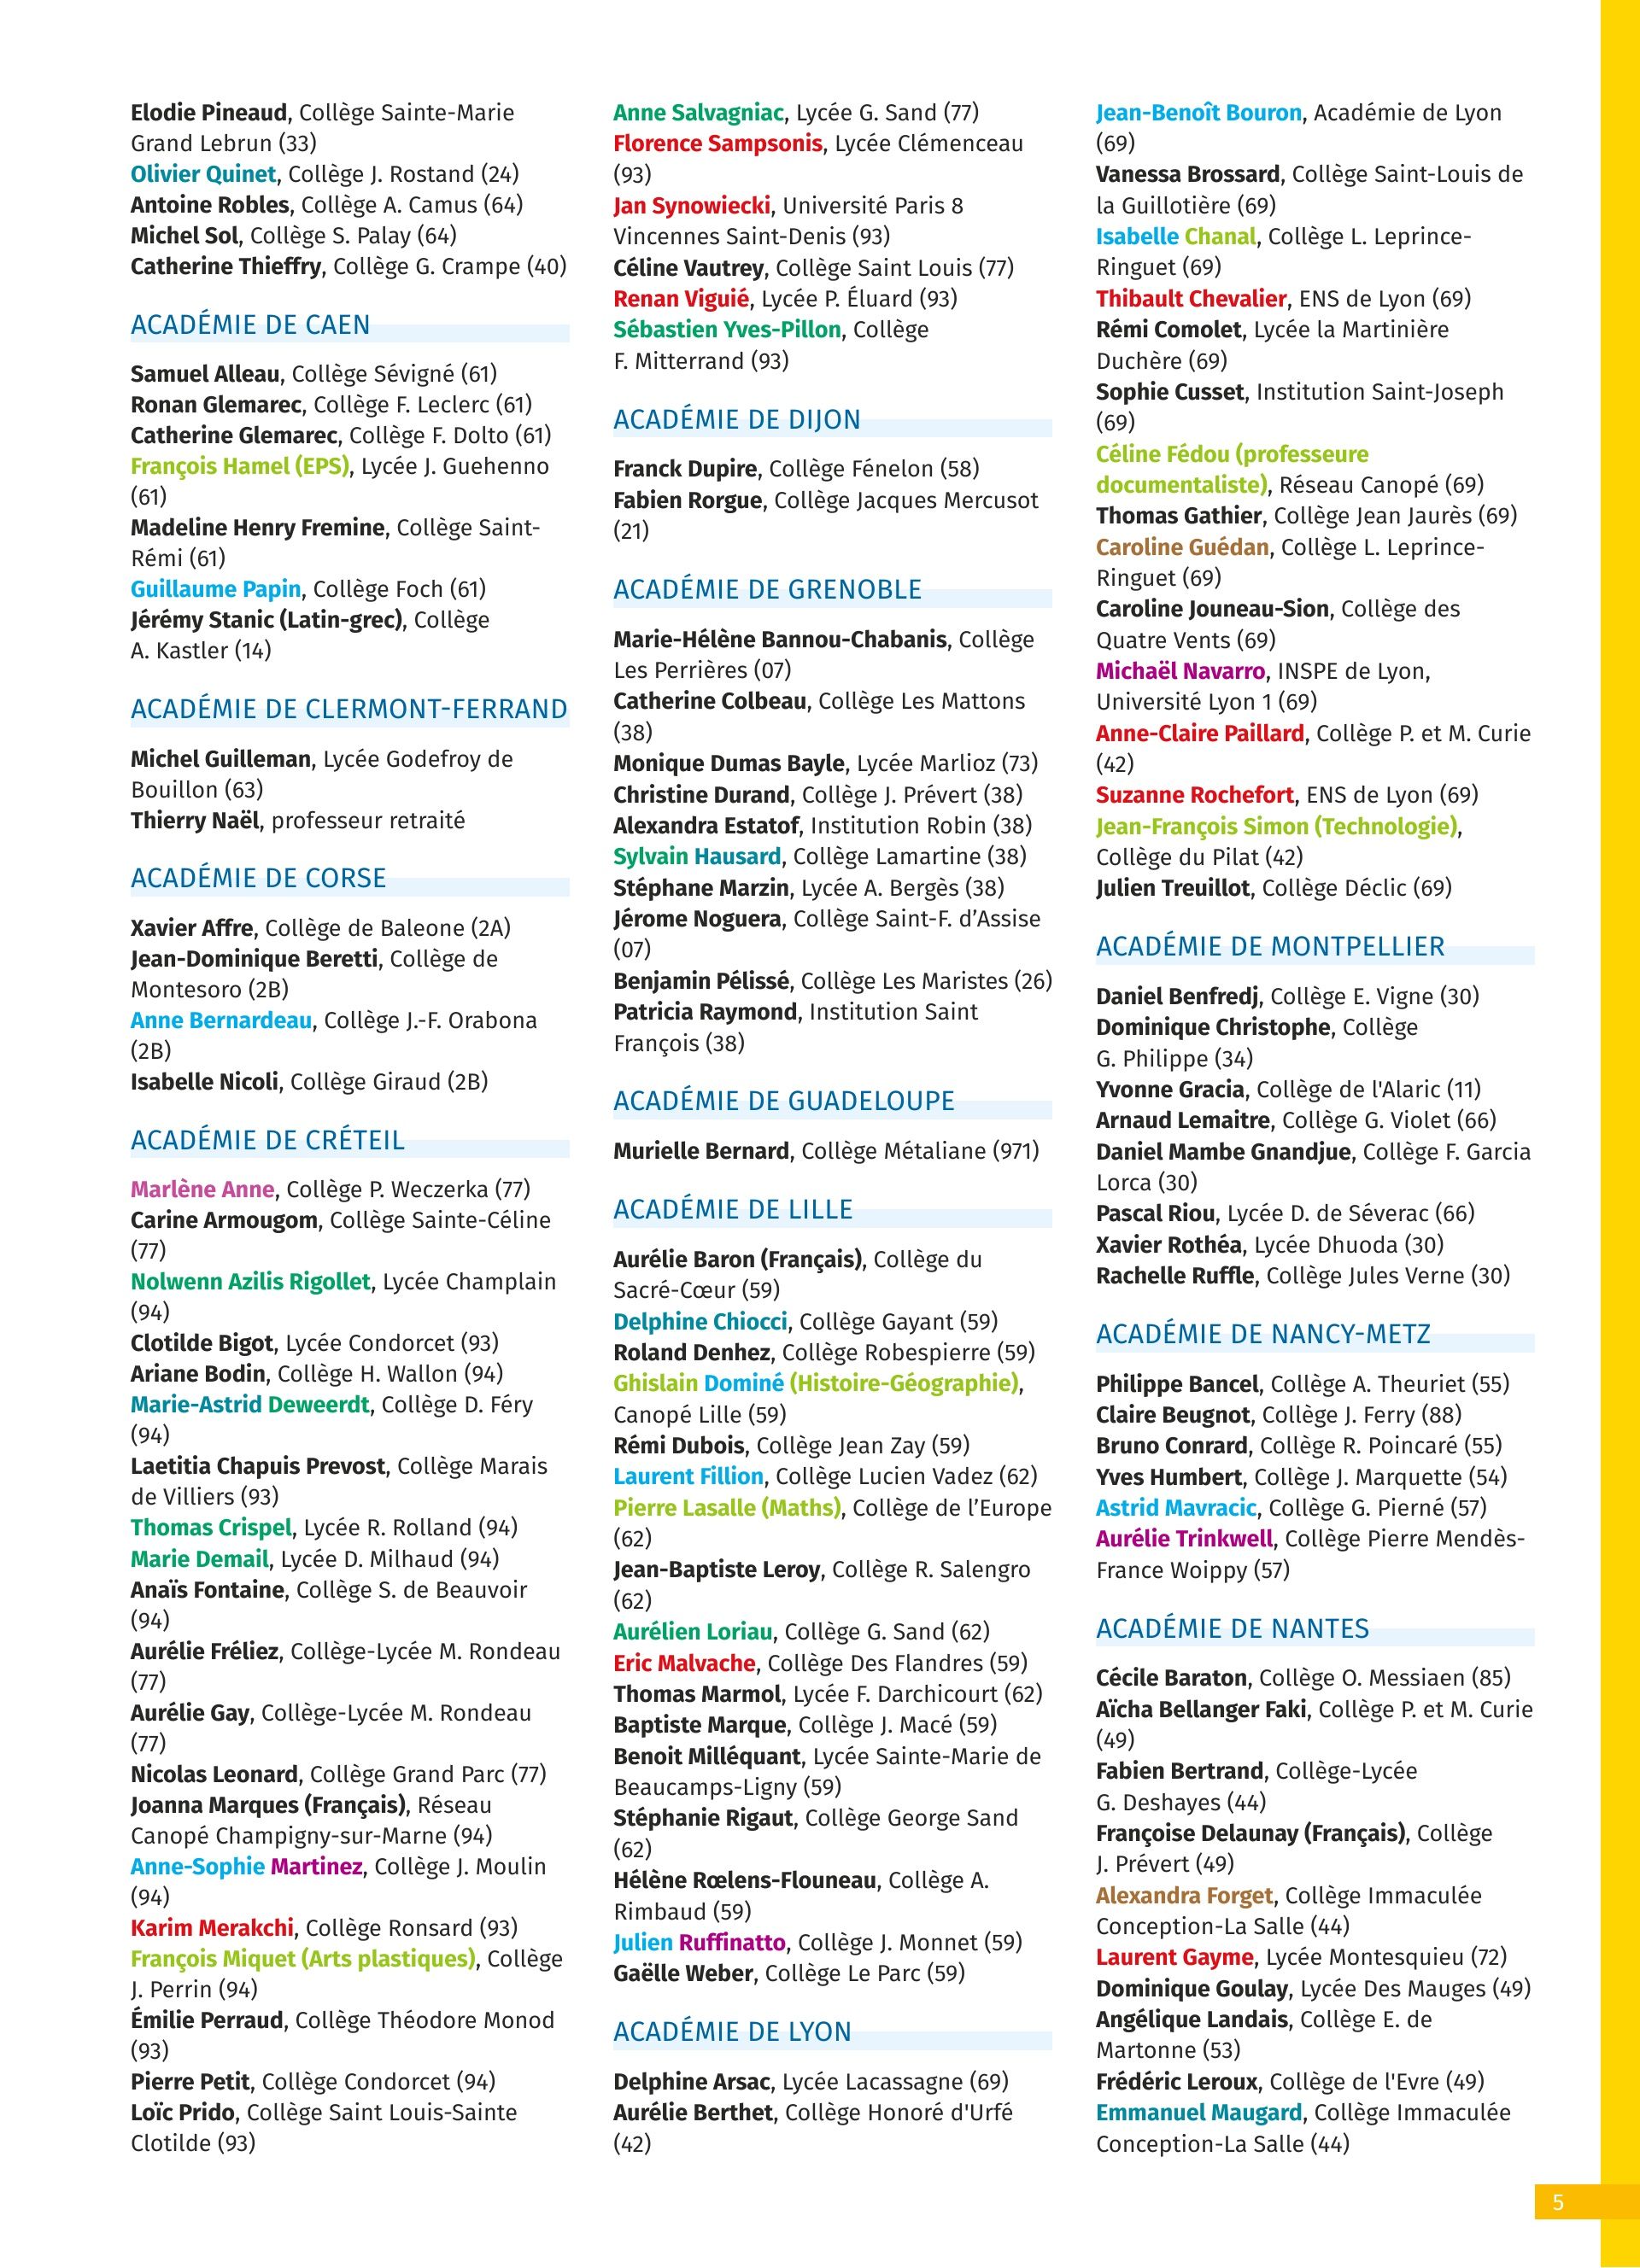 Elodie Pineaud, Collège Sainte-Marie
Grand Lebrun (33)
Olivier Quinet, Collège J. Rostand (24)
Antoine Robles, Collège A. Camus (64)
Michel Sol, Collège S. Palay (64)
Catherine Thieffry, Collège G. Crampe (40)
ACADÉMIE DE CAEN
Samuel Alleau, Collège Sévigné (61)
Ronan Glemarec, Collège F. Leclerc (61)
Catherine Glemarec, Collège F. Dolto (61)
François Hamel (EPS), Lycée J. Guehenno
(61)
Madeline Henry Fremine, Collège Saint-
Rémi (61)
Guillaume Papin, Collège Foch (61)
Jérémy Stanic (Latin-grec), Collège
A. Kastler (14)
ACADÉMIE DE CLERMONT-FERRAND
Michel Guilleman, Lycée Godefroy de
Bouillon (63)
Thierry Naël, professeur retraité
ACADÉMIE DE CORSE
Xavier Affre, Collège de Baleone (2A)
Jean-Dominique Beretti, Collège de
Montesoro (2B)
Anne Bernardeau, Collège J.-F. Orabona
(2B)
Isabelle Nicoli, Collège Giraud (2B)
ACADÉMIE DE CRÉTEIL
Marlène Anne, Collège P. Weczerka (77)
Carine Armougom, Collège Sainte-Céline
(77)
Nolwenn Azilis Rigollet, Lycée Champlain
(94)
Clotilde Bigot, Lycée Condorcet (93)
Ariane Bodin, Collège H. Wallon (94)
Marie-Astrid Deweerdt, Collège D. Féry
(94)
Laetitia Chapuis Prevost, Collège Marais
de Villiers (93)
Thomas Crispel, Lycée R. Rolland (94)
Marie Demail, Lycée D. Milhaud (94)
Anaïs Fontaine, Collège S. de Beauvoir
(94)
Aurélie Fréliez, Collège-Lycée M. Rondeau
(77)
Aurélie Gay, Collège-Lycée M. Rondeau
(77)
Nicolas Leonard, Collège Grand Parc (77)
Joanna Marques (Français), Réseau
Canopé Champigny-sur-Marne (94)
Anne-Sophie Martinez, Collège J. Moulin
(94)
Karim Merakchi, Collège Ronsard (93)
François Miquet (Arts plastiques), Collège
J. Perrin (94)
Émilie Perraud, Collège Théodore Monod
(93)
Pierre Petit, Collège Condorcet (94)
Loïc Prido, Collège Saint Louis-Sainte
Clotilde (93)
Anne Salvagniac, Lycée G. Sand (77)
Florence Sampsonis, Lycée Clémenceau
(93)
Jan Synowiecki, Université Paris 8
Vincennes Saint-Denis (93)
Céline Vautrey, Collège Saint Louis (77)
Renan Viguié, Lycée P. Éluard (93)
Sébastien Yves-Pillon, Collège
F. Mitterrand (93)
ACADÉMIE DE DIJON
Franck Dupire, Collège Fénelon (58)
Fabien Rorgue, Collège Jacques Mercusot
(21)
ACADÉMIE DE GRENOBLE
Marie-Hélène Bannou-Chabanis, Collège
Les Perrières (07)
Catherine Colbeau, Collège Les Mattons
(38)
Monique Dumas Bayle, Lycée Marlioz (73)
Christine Durand, Collège J. Prévert (38)
Alexandra Estatof, Institution Robin (38)
Sylvain Hausard, Collège Lamartine (38)
Stéphane Marzin, Lycée A. Bergès (38)
Jérome Noguera, Collège Saint-F. d’Assise
(07)
Benjamin Pélissé, Collège Les Maristes (26)
Patricia Raymond, Institution Saint
François (38)
ACADÉMIE DE GUADELOUPE
Murielle Bernard, Collège Métaliane (971)
ACADÉMIE DE LILLE
Aurélie Baron (Français), Collège du
Sacré-Cœur (59)
Delphine Chiocci, Collège Gayant (59)
Roland Denhez, Collège Robespierre (59)
Ghislain Dominé (Histoire-Géographie),
Canopé Lille (59)
Rémi Dubois, Collège Jean Zay (59)
Laurent Fillion, Collège Lucien Vadez (62)
Pierre Lasalle (Maths), Collège de l’Europe
(62)
Jean-Baptiste Leroy, Collège R. Salengro
(62)
Aurélien Loriau, Collège G. Sand (62)
Eric Malvache, Collège Des Flandres (59)
Thomas Marmol, Lycée F. Darchicourt (62)
Baptiste Marque, Collège J. Macé (59)
Benoit Milléquant, Lycée Sainte-Marie de
Beaucamps-Ligny (59)
Stéphanie Rigaut, Collège George Sand
(62)
Hélène Rœlens-Flouneau, Collège A.
Rimbaud (59)
Julien Ruffinatto, Collège J. Monnet (59)
Gaëlle Weber, Collège Le Parc (59)
ACADÉMIE DE LYON
Delphine Arsac, Lycée Lacassagne (69)
Aurélie Berthet, Collège Honoré d'Urfé
(42)
Jean-Benoît Bouron, Académie de Lyon
(69)
Vanessa Brossard, Collège Saint-Louis de
la Guillotière (69)
Isabelle Chanal, Collège L. Leprince-
Ringuet (69)
Thibault Chevalier, ENS de Lyon (69)
Rémi Comolet, Lycée la Martinière
Duchère (69)
Sophie Cusset, Institution Saint-Joseph
(69)
Céline Fédou (professeure
documentaliste), Réseau Canopé (69)
Thomas Gathier, Collège Jean Jaurès (69)
Caroline Guédan, Collège L. Leprince-
Ringuet (69)
Caroline Jouneau-Sion, Collège des
Quatre Vents (69)
Michaël Navarro, INSPE de Lyon,
Université Lyon 1 (69)
Anne-Claire Paillard, Collège P. et M. Curie
(42)
Suzanne Rochefort, ENS de Lyon (69)
Jean-François Simon (Technologie),
Collège du Pilat (42)
Julien Treuillot, Collège Déclic (69)
ACADÉMIE DE MONTPELLIER
Daniel Benfredj, Collège E. Vigne (30)
Dominique Christophe, Collège
G. Philippe (34)
Yvonne Gracia, Collège de l'Alaric (11)
Arnaud Lemaitre, Collège G. Violet (66)
Daniel Mambe Gnandjue, Collège F. Garcia
Lorca (30)
Pascal Riou, Lycée D. de Séverac (66)
Xavier Rothéa, Lycée Dhuoda (30)
Rachelle Ruffle, Collège Jules Verne (30)
ACADÉMIE DE NANCY-METZ
Philippe Bancel, Collège A. Theuriet (55)
Claire Beugnot, Collège J. Ferry (88)
Bruno Conrard, Collège R. Poincaré (55)
Yves Humbert, Collège J. Marquette (54)
Astrid Mavracic, Collège G. Pierné (57)
Aurélie Trinkwell, Collège Pierre Mendès-
France Woippy (57)
ACADÉMIE DE NANTES
Cécile Baraton, Collège O. Messiaen (85)
Aïcha Bellanger Faki, Collège P. et M. Curie
(49)
Fabien Bertrand, Collège-Lycée
G. Deshayes (44)
Françoise Delaunay (Français), Collège
J. Prévert (49)
Alexandra Forget, Collège Immaculée
Conception-La Salle (44)
Laurent Gayme, Lycée Montesquieu (72)
Dominique Goulay, Lycée Des Mauges (49)
Angélique Landais, Collège E. de
Martonne (53)
Frédéric Leroux, Collège de l'Evre (49)
Emmanuel Maugard, Collège Immaculée
Conception-La Salle (44)
5